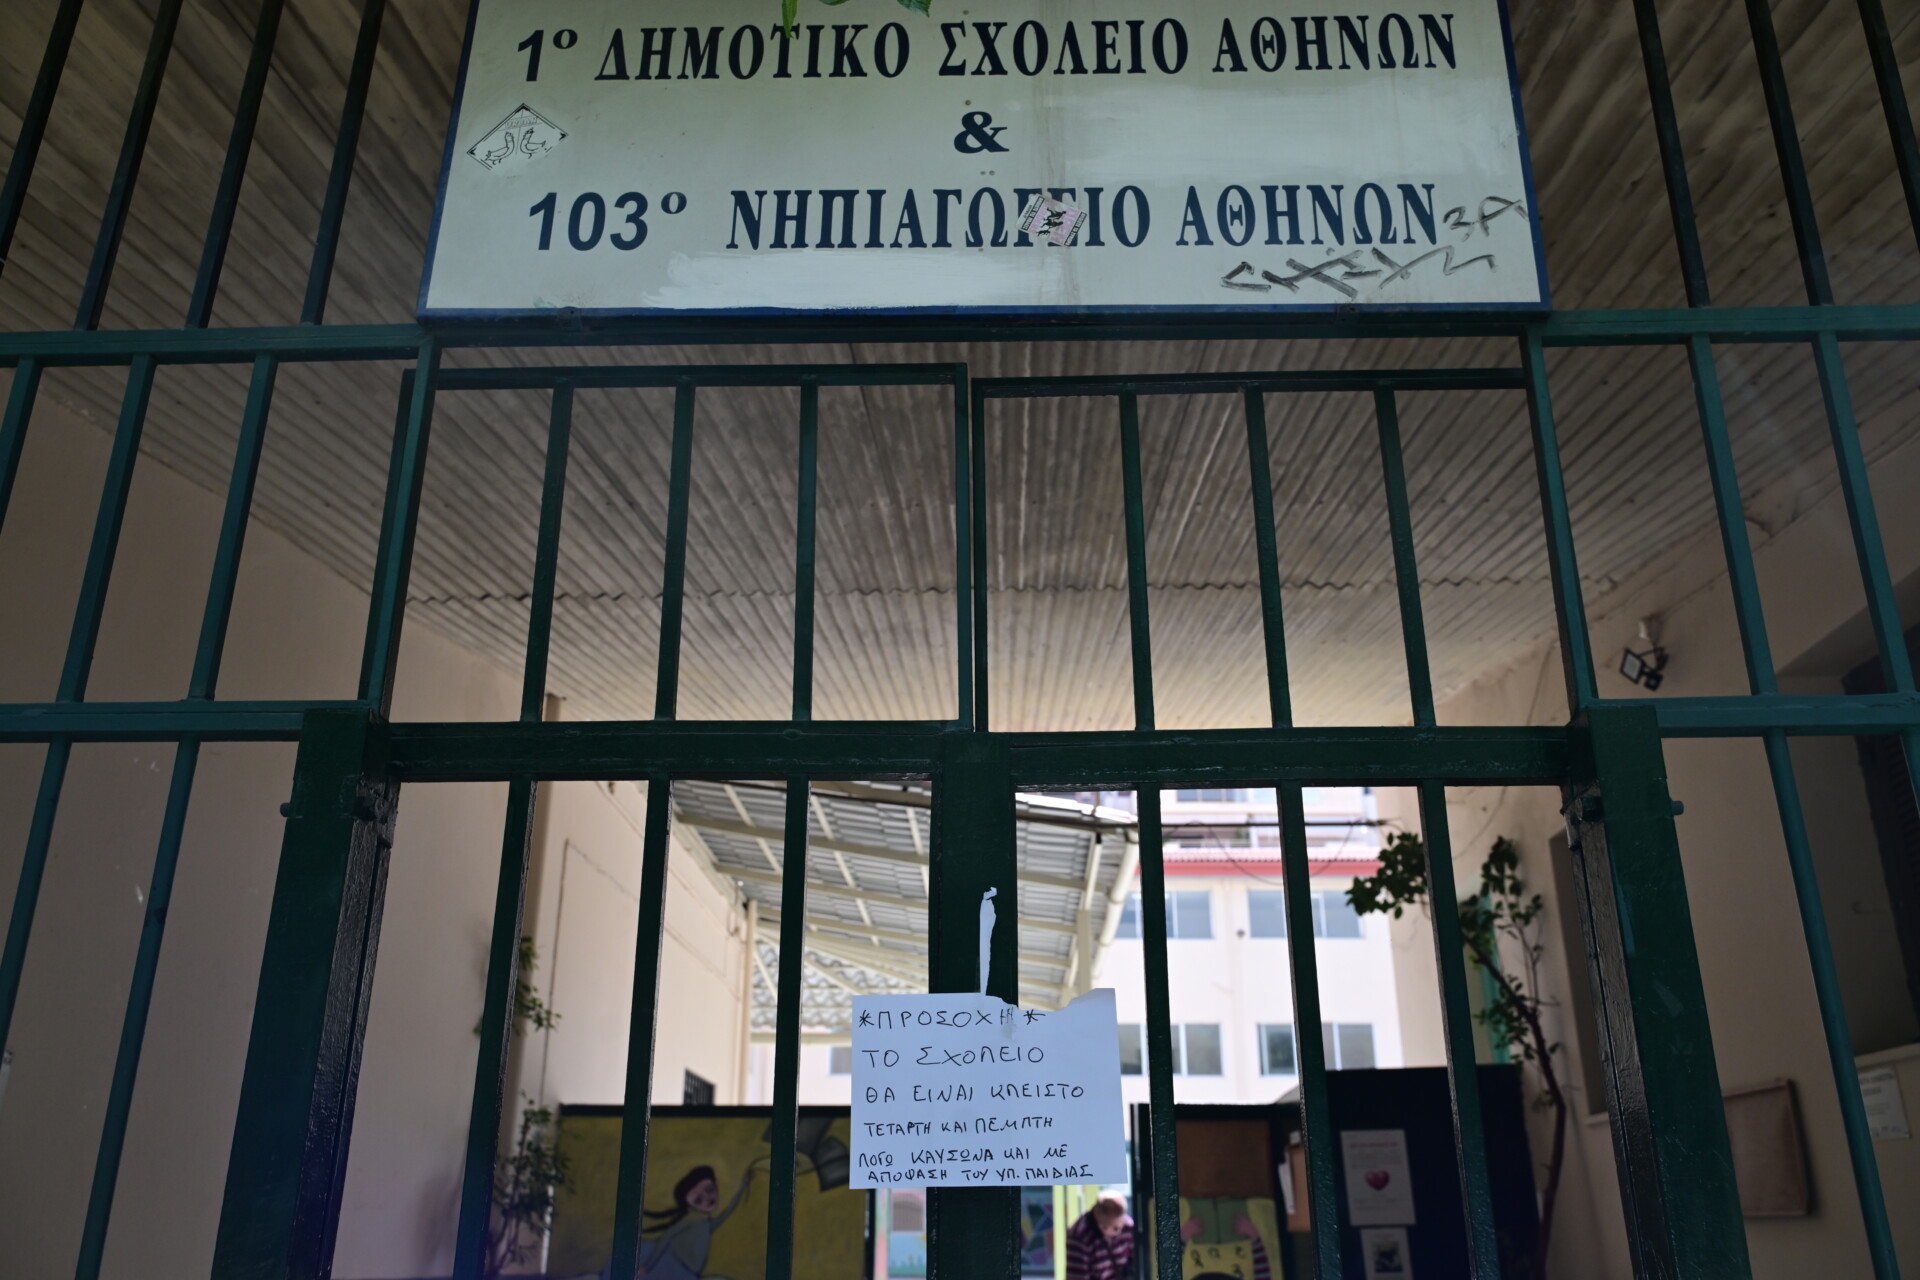 1ο ΔΗΜΟΤΙΚΟ ΣΧΟΛΕΙΟ ΑΘΗΝΩΝ
&
103ο ΝΗΠΙΑΓΩΓΕΙΟ ΑΘΗΝΩΝ
*ΠΡΟΣΟΧΗ*
ΤΟ ΣΧΟΛΕΙΟ
ΘΑ ΕΙΝΑΙ ΚΛΕΙΣΤΟ
ΤΕΤΑΡΤΗ ΚΑΙ ΠΕΜΠΤΗ
ΛΟΓΩ ΚΑΥΣΩΝΑ ΚΑΙ ΜΕ
ΑΠΟΦΑΣΗ ΤΟΥ ΥΠ. ΠΑΙΔΙΑΣ